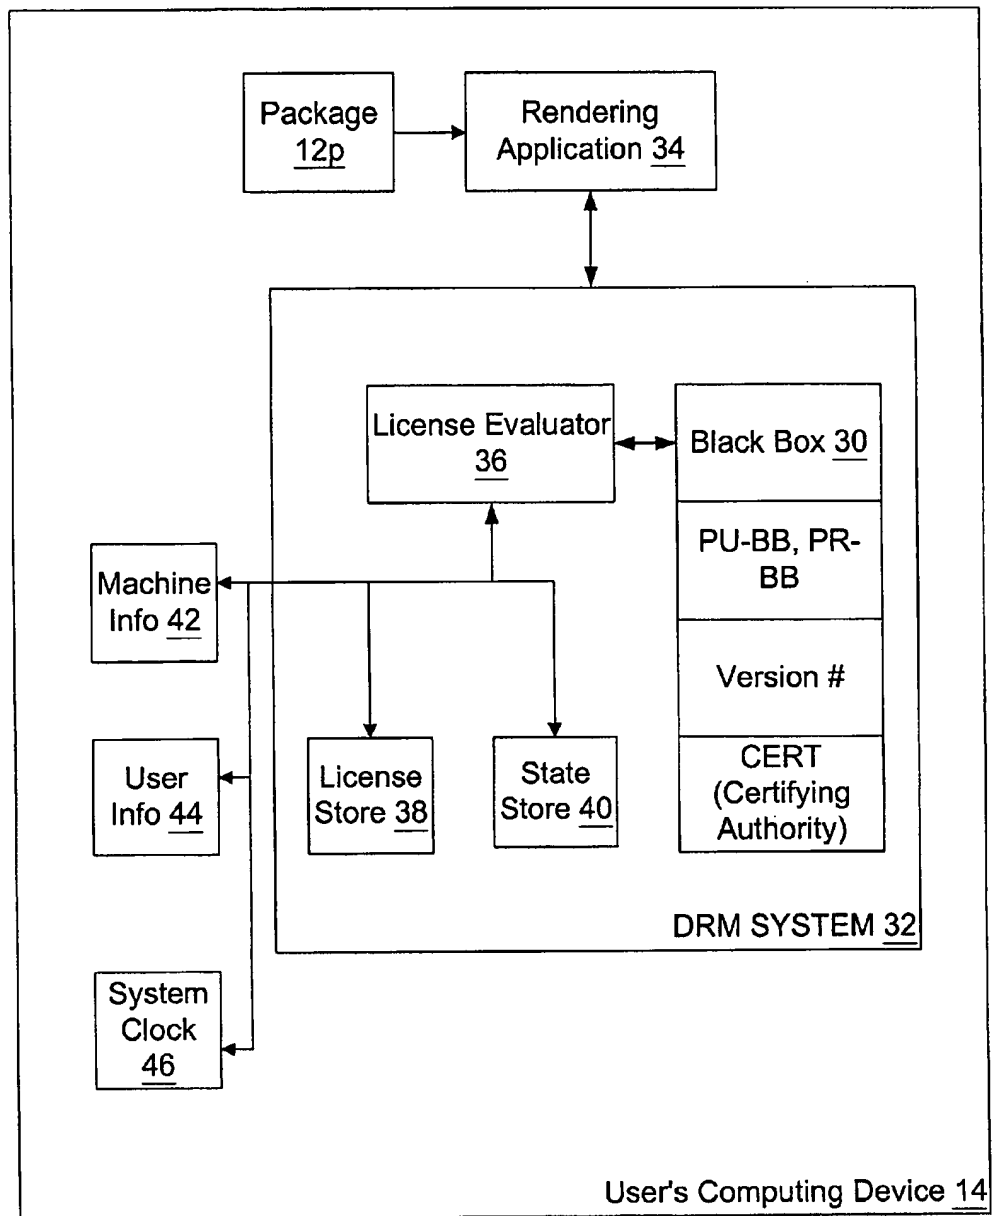 Package
12p
Rendering
Application 34
License Evaluator
36
Black Box 30
PU-BB, PR-
BB
Version #
CERT
(Certifying
Authority)
Machine
Info 42
User
Info 44
License
Store 38
State
Store 40
DRM SYSTEM 32
System
Clock
46
User's Computing Device 14